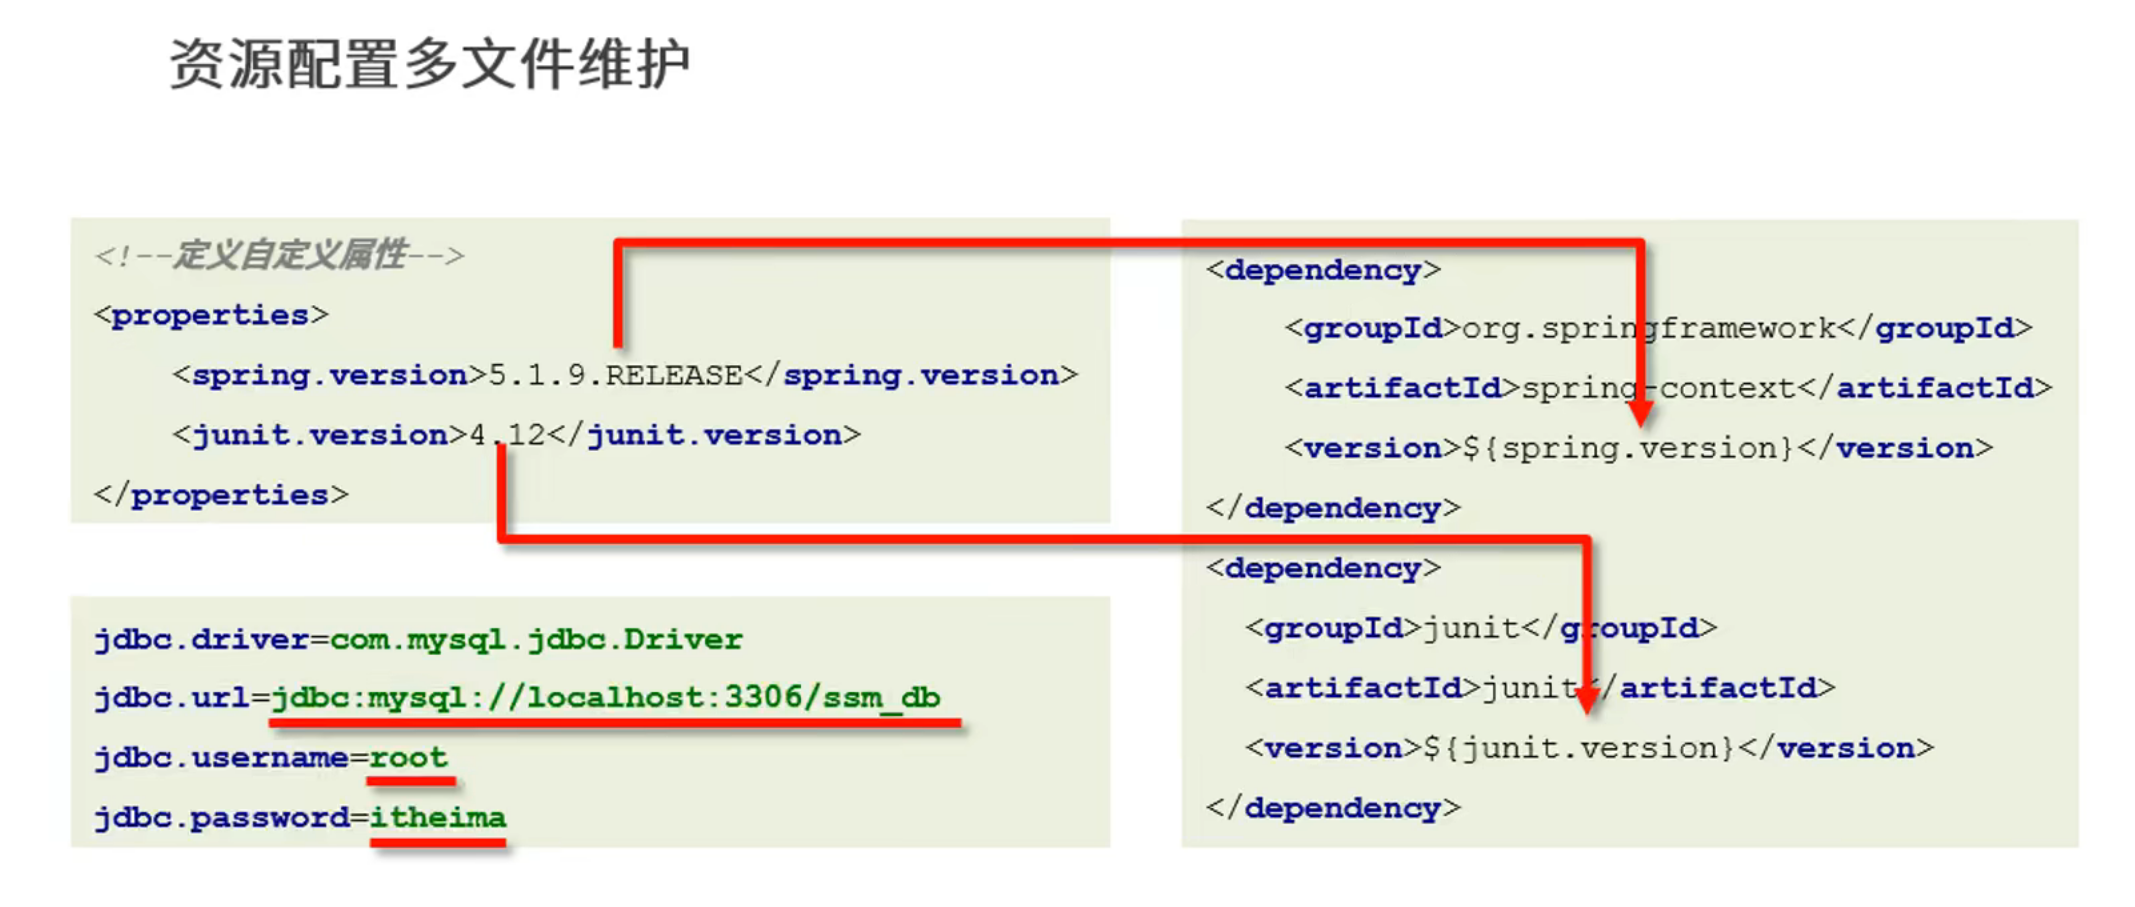 资源配置多文件维护
<!--定义自定义属性-->
<properties>
<spring.version>5.1.9.RELEASE</spring.version>
<junit.version>4.12</junit.version>
</properties>
jdbc.driver=com.mysql.jdbc.Driver
jdbc.url=jdbc:mysql://localhost:3306/ssm_db
jdbc.username=root
jdbc.password=itheima
<dependency>
<groupId>org.springframework</groupId>
<artifactId>spring-context</artifactId>
<version>${spring.version}</version>
</dependency>
<dependency>
<groupId>junit</groupId>
<artifactId>junit</artifactId>
<version>${junit.version}</version>
</dependency>